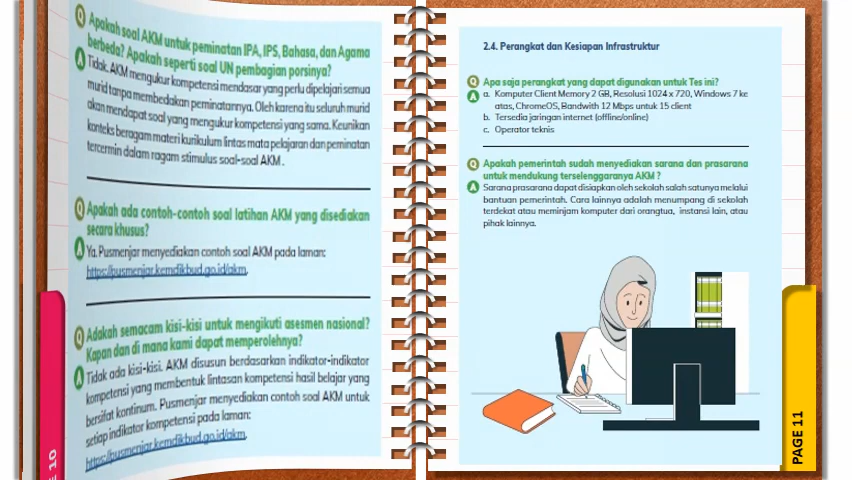 Q Apakah soal AKM untuk peminatan IPA, IPS, Bahasa, dan Agama
berbeda? Apakah seperti soal UN pembagian porsinya?
A Tidak. AKM mengukur kompetensi mendasar yang perlu dipelajari semua
murid tanpa membedakan peminatannya. Oleh karena itu seluruh murid
akan mendapat soal yang mengukur kompetensi yang sama. Keunikan
konteks beragam materi kurikulum lintas mata pelajaran dan peminatan
tercermin dalam ragam stimulus soal-soal AKM.
Q Apakah ada contoh-contoh soal latihan AKM yang disediakan
secara khusus?
A Ya. Pusmenjar menyediakan contoh soal AKM pada laman:
https://pusmenjar.kemdikbud.go.id/akm.
Q Adakah semacam kisi-kisi untuk mengikuti asesmen nasional?
Kapan dan di mana kami dapat memperolehnya?
A Tidak ada kisi-kisi. AKM disusun berdasarkan indikator-indikator
kompetensi yang membentuk lintasan kompetensi hasil belajar yang
bersifat kontinum. Pusmenjar menyediakan contoh soal AKM untuk
setiap indikator kompetensi pada laman:
https://pusmenjar.kemdikbud.go.id/akm.
E 10
2.4. Perangkat dan Kesiapan Infrastruktur
Q Apa saja perangkat yang dapat digunakan untuk Tes ini?
A a. Komputer Client Memory 2 GB, Resolusi 1024 x 720, Windows 7 ke
atas, ChromeOS, Bandwith 12 Mbps untuk 15 client
b. Tersedia jaringan internet (offline/online)
c. Operator teknis
Q Apakah pemerintah sudah menyediakan sarana dan prasarana
untuk mendukung terselenggaranya AKM ?
A Sarana prasarana dapat disiapkan oleh sekolah salah satunya melalui
bantuan pemerintah. Cara lainnya adalah menumpang di sekolah
terdekat atau meminjam komputer dari orangtua, instansi lain, atau
pihak lainnya.
PAGE 11